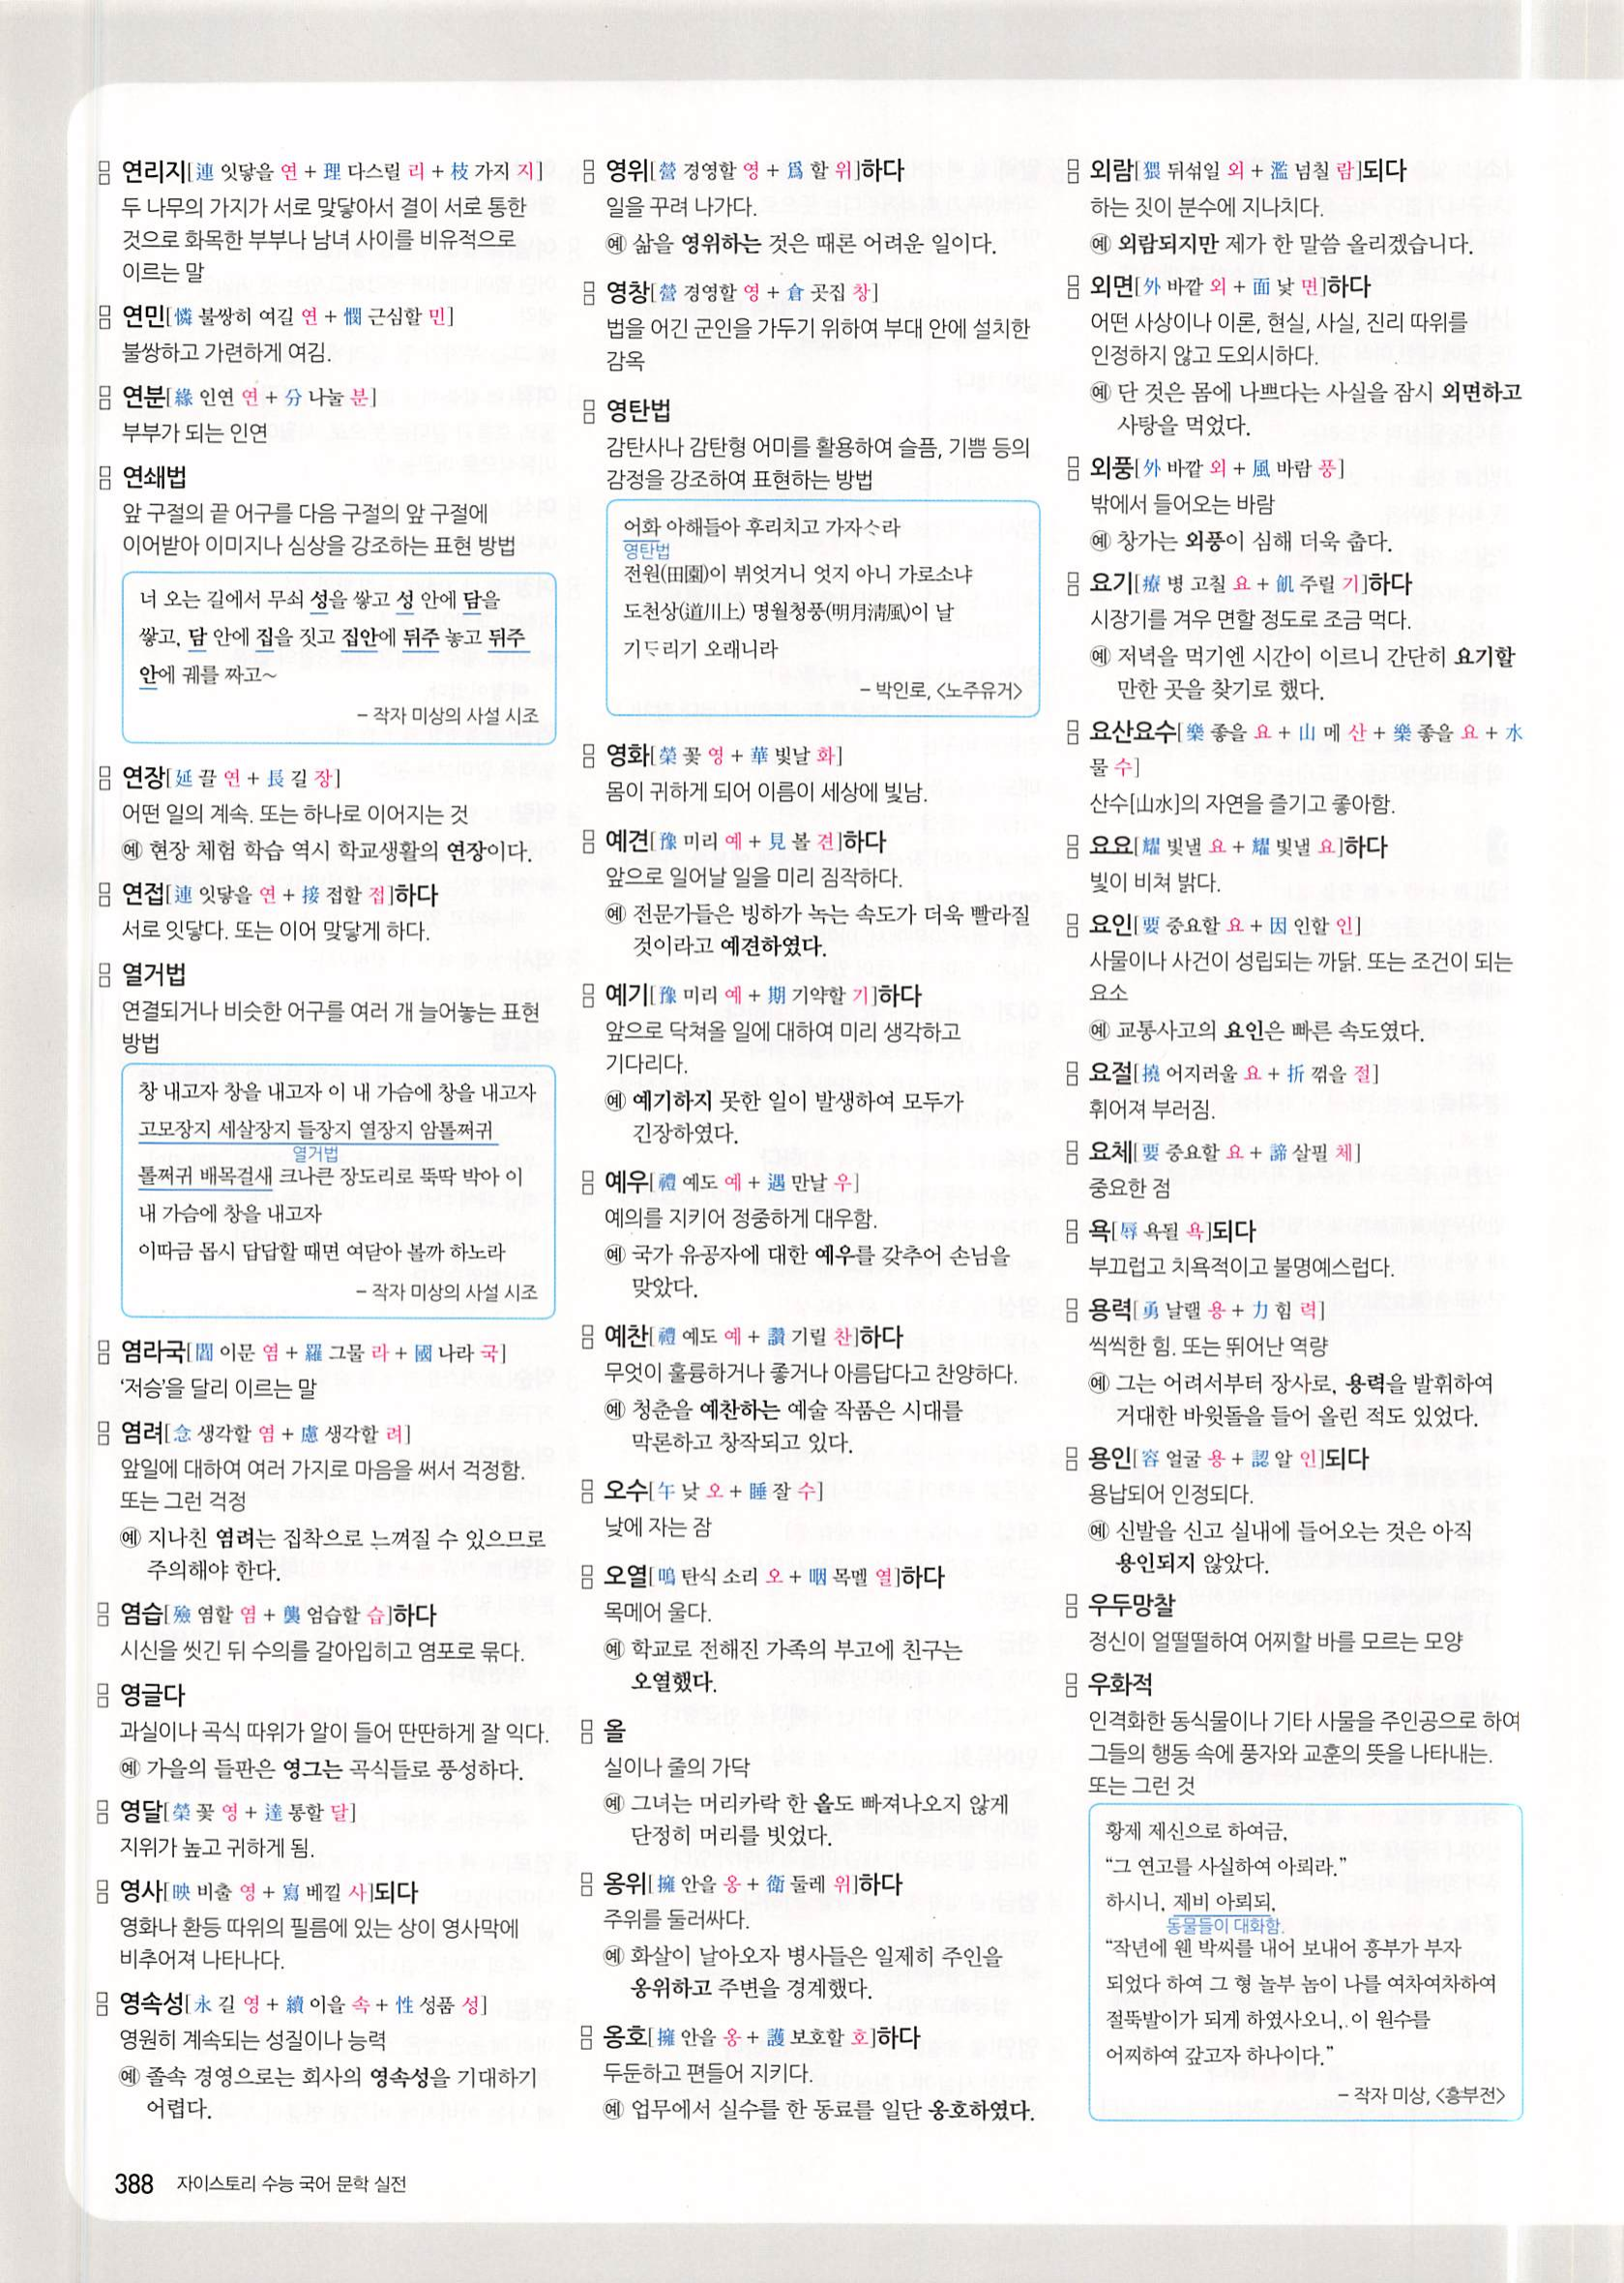 연리지[連 잇닿을 연 + 理 다스릴 리 + 枝 가지 지]
두 나무의 가지가 서로 맞닿아서 결이 서로 통한
것으로 화목한 부부나 남녀 사이를 비유적으로
이르는 말
연민[憐 불쌍히 여길 연 + 憫 근심할 민]
불쌍하고 가련하게 여김.
연분[緣 인연 연 + 分 나눌 분]
부부가 되는 인연
연쇄법
앞 구절의 끝 어구를 다음 구절의 앞 구절에
이어받아 이미지나 심상을 강조하는 표현 방법
너 오는 길에서 무쇠 성을 쌓고 성 안에 담을
쌓고, 담 안에 집을 짓고 집안에 뒤주 놓고 뒤주
안에 궤를 짜고~
– 작자 미상의 사설 시조
연장[延 끌 연 + 長 길 장]
어떤 일의 계속. 또는 하나로 이어지는 것
예 현장 체험 학습 역시 학교생활의 연장이다.
연접[連 잇닿을 연 + 接 접할 접]하다
서로 잇닿다. 또는 이어 맞닿게 하다.
열거법
연결되거나 비슷한 어구를 여러 개 늘어놓는 표현
방법
창 내고자 창을 내고자 이 내 가슴에 창을 내고자
고모장지 세살장지 들장지 열장지 암톨쩌귀
열거법
톨쩌귀 배목걸새 크나큰 장도리로 뚝딱 박아 이
내 가슴에 창을 내고자
이따금 몹시 답답할 때면 여닫아 볼까 하노라
– 작자 미상의 사설 시조
염라국[閻 이문 염 + 羅 그물 라 + 國 나라 국]
‘저승’을 달리 이르는 말
염려[念 생각할 염 + 慮 생각할 려]
앞일에 대하여 여러 가지로 마음을 써서 걱정함.
또는 그런 걱정
예 지나친 염려는 집착으로 느껴질 수 있으므로
주의해야 한다.
염습[殮 염할 염 + 襲 엄습할 습]하다
시신을 씻긴 뒤 수의를 갈아입히고 염포로 묶다.
영글다
과실이나 곡식 따위가 알이 들어 딴딴하게 잘 익다.
예 가을의 들판은 영그는 곡식들로 풍성하다.
영달[榮 꽃 영 + 達 통할 달]
지위가 높고 귀하게 됨.
영사[映 비출 영 + 寫 베낄 사]되다
영화나 환등 따위의 필름에 있는 상이 영사막에
비추어져 나타나다.
영속성[永 길 영 + 續 이을 속 + 性 성품 성]
영원히 계속되는 성질이나 능력
예 졸속 경영으로는 회사의 영속성을 기대하기
어렵다.
영위[營 경영할 영 + 爲 할 위]하다
일을 꾸려 나가다.
예 삶을 영위하는 것은 때론 어려운 일이다.
영창[營 경영할 영 + 倉 곳집 창]
법을 어긴 군인을 가두기 위하여 부대 안에 설치한
감옥
영탄법
감탄사나 감탄형 어미를 활용하여 슬픔, 기쁨 등의
감정을 강조하여 표현하는 방법
어화 아해들아 후리치고 가자ᄉ라
영탄법
전원(田園)이 뷔엇거니 엇지 아니 가로소냐
도천상(道川上) 명월청풍(明月淸風)이 날
기ᄃ리기 오래니라
– 박인로, <노주유거>
영화[榮 꽃 영 + 華 빛날 화]
몸이 귀하게 되어 이름이 세상에 빛남.
예견[豫 미리 예 + 見 볼 견]하다
앞으로 일어날 일을 미리 짐작하다.
예 전문가들은 빙하가 녹는 속도가 더욱 빨라질
것이라고 예견하였다.
예기[豫 미리 예 + 期 기약할 기]하다
앞으로 닥쳐올 일에 대하여 미리 생각하고
기다리다.
예 예기하지 못한 일이 발생하여 모두가
긴장하였다.
예우[禮 예도 예 + 遇 만날 우]
예의를 지키어 정중하게 대우함.
예 국가 유공자에 대한 예우를 갖추어 손님을
맞았다.
예찬[禮 예도 예 + 讚 기릴 찬]하다
무엇이 훌륭하거나 좋거나 아름답다고 찬양하다.
예 청춘을 예찬하는 예술 작품은 시대를
막론하고 창작되고 있다.
오수[午 낮 오 + 睡 잘 수]
낮에 자는 잠
오열[嗚 탄식 소리 오 + 咽 목멜 열]하다
목메어 울다.
예 학교로 전해진 가족의 부고에 친구는
오열했다.
올
실이나 줄의 가닥
예 그녀는 머리카락 한 올도 빠져나오지 않게
단정히 머리를 빗었다.
옹위[擁 안을 옹 + 衛 둘레 위]하다
주위를 둘러싸다.
예 화살이 날아오자 병사들은 일제히 주인을
옹위하고 주변을 경계했다.
옹호[擁 안을 옹 + 護 보호할 호]하다
두둔하고 편들어 지키다.
예 업무에서 실수를 한 동료를 일단 옹호하였다.
외람[猥 뒤섞일 외 + 濫 넘칠 람]되다
하는 짓이 분수에 지나치다.
예 외람되지만 제가 한 말씀 올리겠습니다.
외면[外 바깥 외 + 面 낯 면]하다
어떤 사상이나 이론, 현실, 사실, 진리 따위를
인정하지 않고 도외시하다.
예 단 것은 몸에 나쁘다는 사실을 잠시 외면하고
사탕을 먹었다.
외풍[外 바깥 외 + 風 바람 풍]
밖에서 들어오는 바람
예 창가는 외풍이 심해 더욱 춥다.
요기[療 병 고칠 요 + 飢 주릴 기]하다
시장기를 겨우 면할 정도로 조금 먹다.
예 저녁을 먹기엔 시간이 이르니 간단히 요기할
만한 곳을 찾기로 했다.
요산요수[樂 좋을 요 + 山 메 산 + 樂 좋을 요 + 水
물 수]
산수[山水]의 자연을 즐기고 좋아함.
요요[耀 빛낼 요 + 耀 빛낼 요]하다
빛이 비쳐 밝다.
요인[要 중요할 요 + 因 인할 인]
사물이나 사건이 성립되는 까닭. 또는 조건이 되는
요소
예 교통사고의 요인은 빠른 속도였다.
요절[撓 어지러울 요 + 折 꺾을 절]
휘어져 부러짐.
요체[要 중요할 요 + 諦 살필 체]
중요한 점
욕[辱 욕될 욕]되다
부끄럽고 치욕적이고 불명예스럽다.
용력[勇 날랠 용 + 力 힘 력]
씩씩한 힘. 또는 뛰어난 역량
예 그는 어려서부터 장사로, 용력을 발휘하여
거대한 바윗돌을 들어 올린 적도 있었다.
용인[容 얼굴 용 + 認 알 인]되다
용납되어 인정되다.
예 신발을 신고 실내에 들어오는 것은 아직
용인되지 않았다.
우두망찰
정신이 얼떨떨하여 어찌할 바를 모르는 모양
우화적
인격화한 동식물이나 기타 사물을 주인공으로 하여
그들의 행동 속에 풍자와 교훈의 뜻을 나타내는.
또는 그런 것
황제 제신으로 하여금,
“그 연고를 사실하여 아뢰라.”
하시니, 제비 아뢰되,
동물들이 대화함.
“작년에 웬 박씨를 내어 보내어 흥부가 부자
되었다 하여 그 형 놀부 놈이 나를 여차여차하여
절뚝발이가 되게 하였사오니, 이 원수를
어찌하여 갚고자 하나이다.”
– 작자 미상, <흥부전>
388 자이스토리 수능 국어 문학 실전